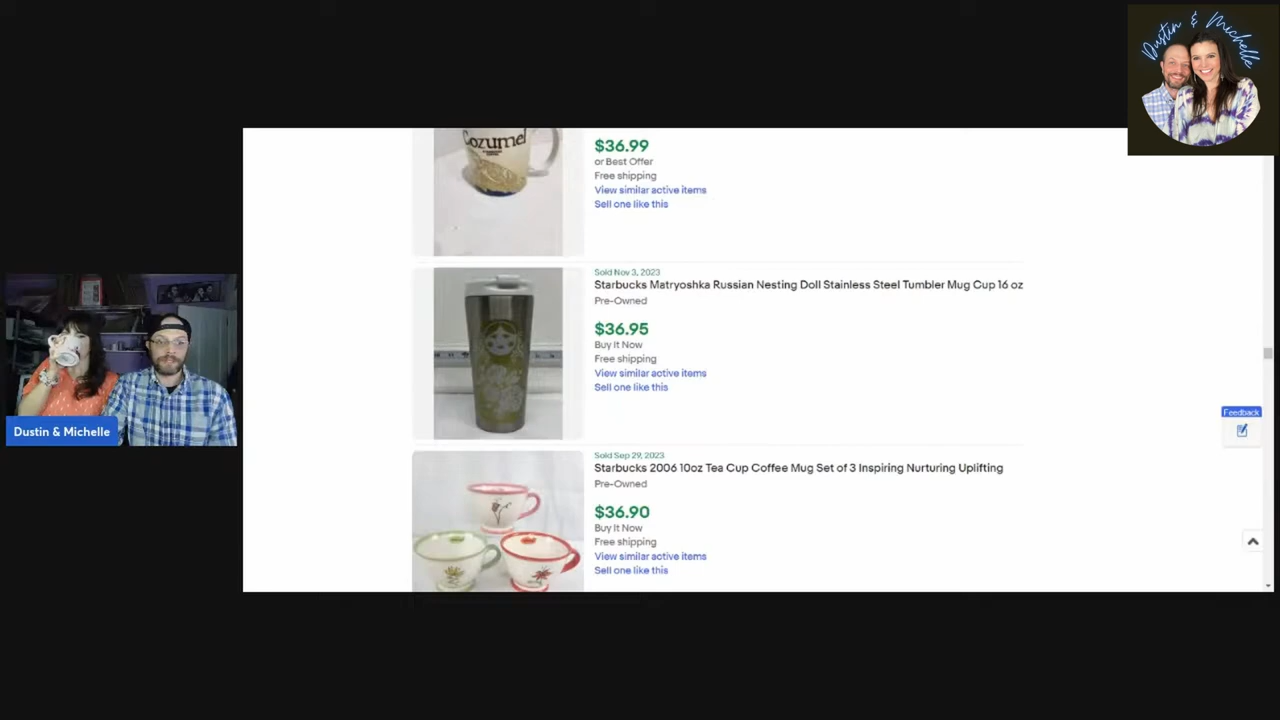 Dustin & Michelle
Cozumel
$36.99
or Best Offer
Free shipping
View similar active items
Sell one like this
Sold Nov 3, 2023
Starbucks Matryoshka Russian Nesting Doll Stainless Steel Tumbler Mug Cup 16 oz
Pre-Owned
$36.95
Buy It Now
Free shipping
View similar active items
Sell one like this
Dustin & Michelle
Feedback
Sold Sep 29, 2023
Starbucks 2006 10oz Tea Cup Coffee Mug Set of 3 Inspiring Nurturing Uplifting
Pre-Owned
$36.90
Buy It Now
Free shipping
View similar active items
Sell one like this